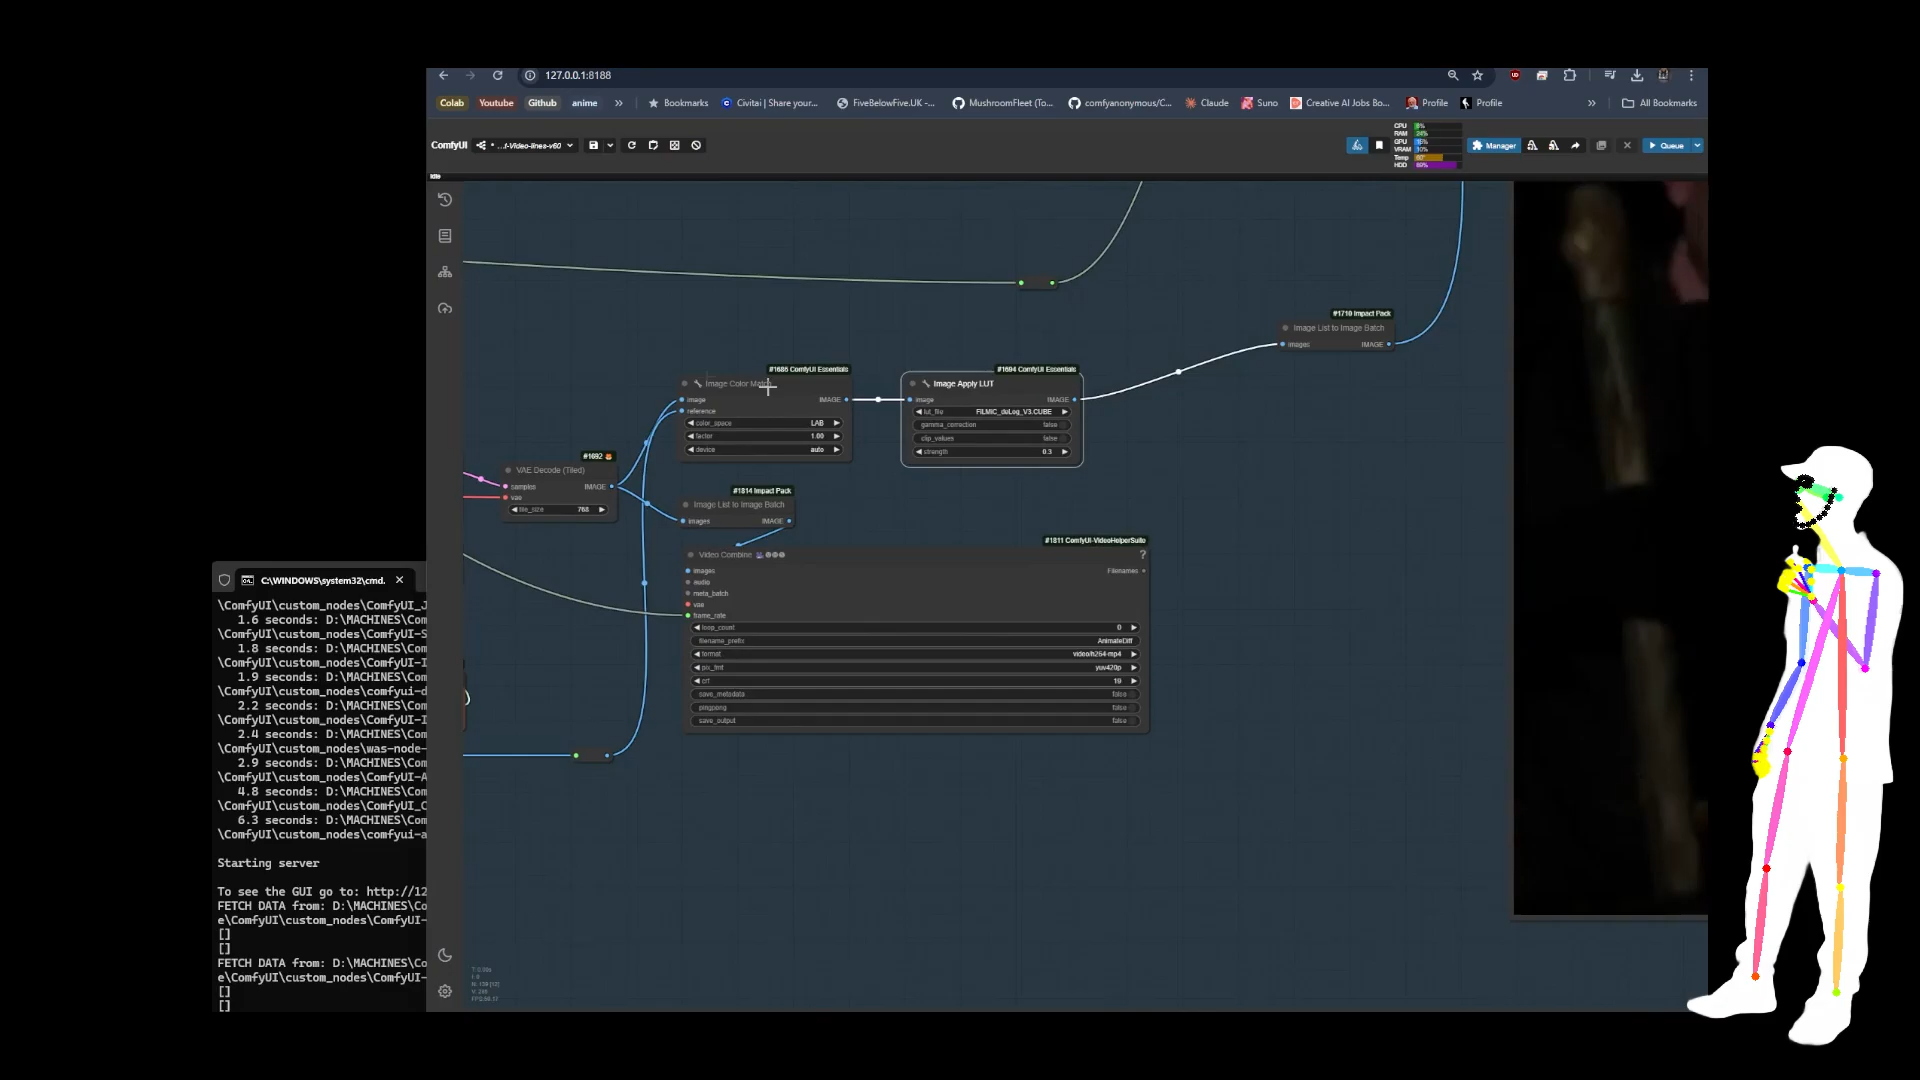 127.0.0.1:8188
Colab
Youtube
Github
anime
Bookmarks
Civitai | Share your...
FiveBelowFive.UK -...
MushroomFleet (To...
comfyanonymous/C...
Claude
Suno
Creative AI Jobs Bo...
Profile
Profile
All Bookmarks
ComfyUI
...f-Video-lines-v60
CPU
RAM
GPU
VRAM
Temp
HDD
Manager
Queue
Idle
#1710 Impact Pack
Image List to Image Batch
images IMAGE
#1685 ComfyUI Essentials
Image Color Match
image IMAGE
reference
color_space LAB
factor 1.00
device auto
#1694 ComfyUI Essentials
Image Apply LUT
image IMAGE
lut_file FILMIC_deLog_V3.CUBE
gamma_correction false
clip_values false
strength 0.3
#1692
VAE Decode (Tiled)
samples IMAGE
vae
tile_size 768
#1814 Impact Pack
Image List to Image Batch
images IMAGE
#1811 ComfyUI-VideoHelperSuite
Video Combine
?
images Filenames
audio
meta_batch
vae
frame_rate
loop_count 0
filename_prefix AnimateDiff
format video/h264-mp4
pix_fmt yuv420p
crf 19
save_metadata false
pingpong false
save_output false
C:\WINDOWS\system32\cmd.
\ComfyUI\custom_nodes\ComfyUI_J
1.6 seconds: D:\MACHINES\Com
\ComfyUI\custom_nodes\ComfyUI-S
1.8 seconds: D:\MACHINES\Com
\ComfyUI\custom_nodes\ComfyUI-I
1.9 seconds: D:\MACHINES\Com
\ComfyUI\custom_nodes\comfyui-d
2.2 seconds: D:\MACHINES\Com
\ComfyUI\custom_nodes\ComfyUI-I
2.4 seconds: D:\MACHINES\Com
\ComfyUI\custom_nodes\was-node-
2.9 seconds: D:\MACHINES\Com
\ComfyUI\custom_nodes\ComfyUI-A
4.8 seconds: D:\MACHINES\Com
\ComfyUI\custom_nodes\ComfyUI_C
6.3 seconds: D:\MACHINES\Com
\ComfyUI\custom_nodes\comfyui-a
Starting server
To see the GUI go to: http://12
FETCH DATA from: D:\MACHINES\Co
e\ComfyUI\custom_nodes\ComfyUI-
[]
[]
FETCH DATA from: D:\MACHINES\Co
e\ComfyUI\custom_nodes\ComfyUI-
[]
[]